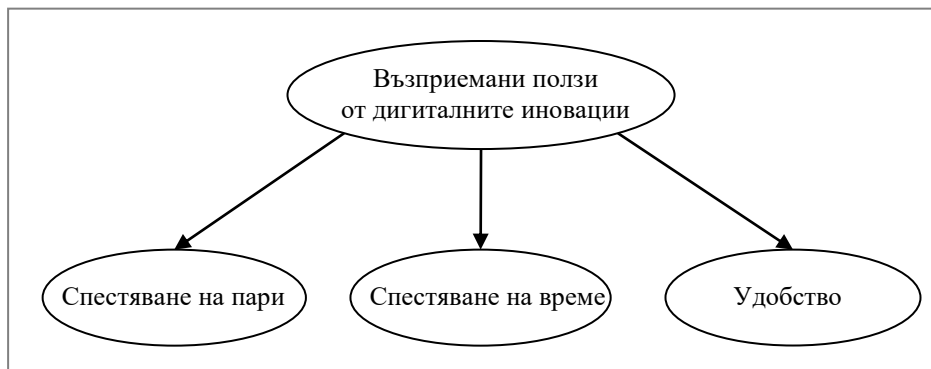 Възприемани ползи
от дигиталните иновации
Спестяване на пари
Спестяване на време
Удобство